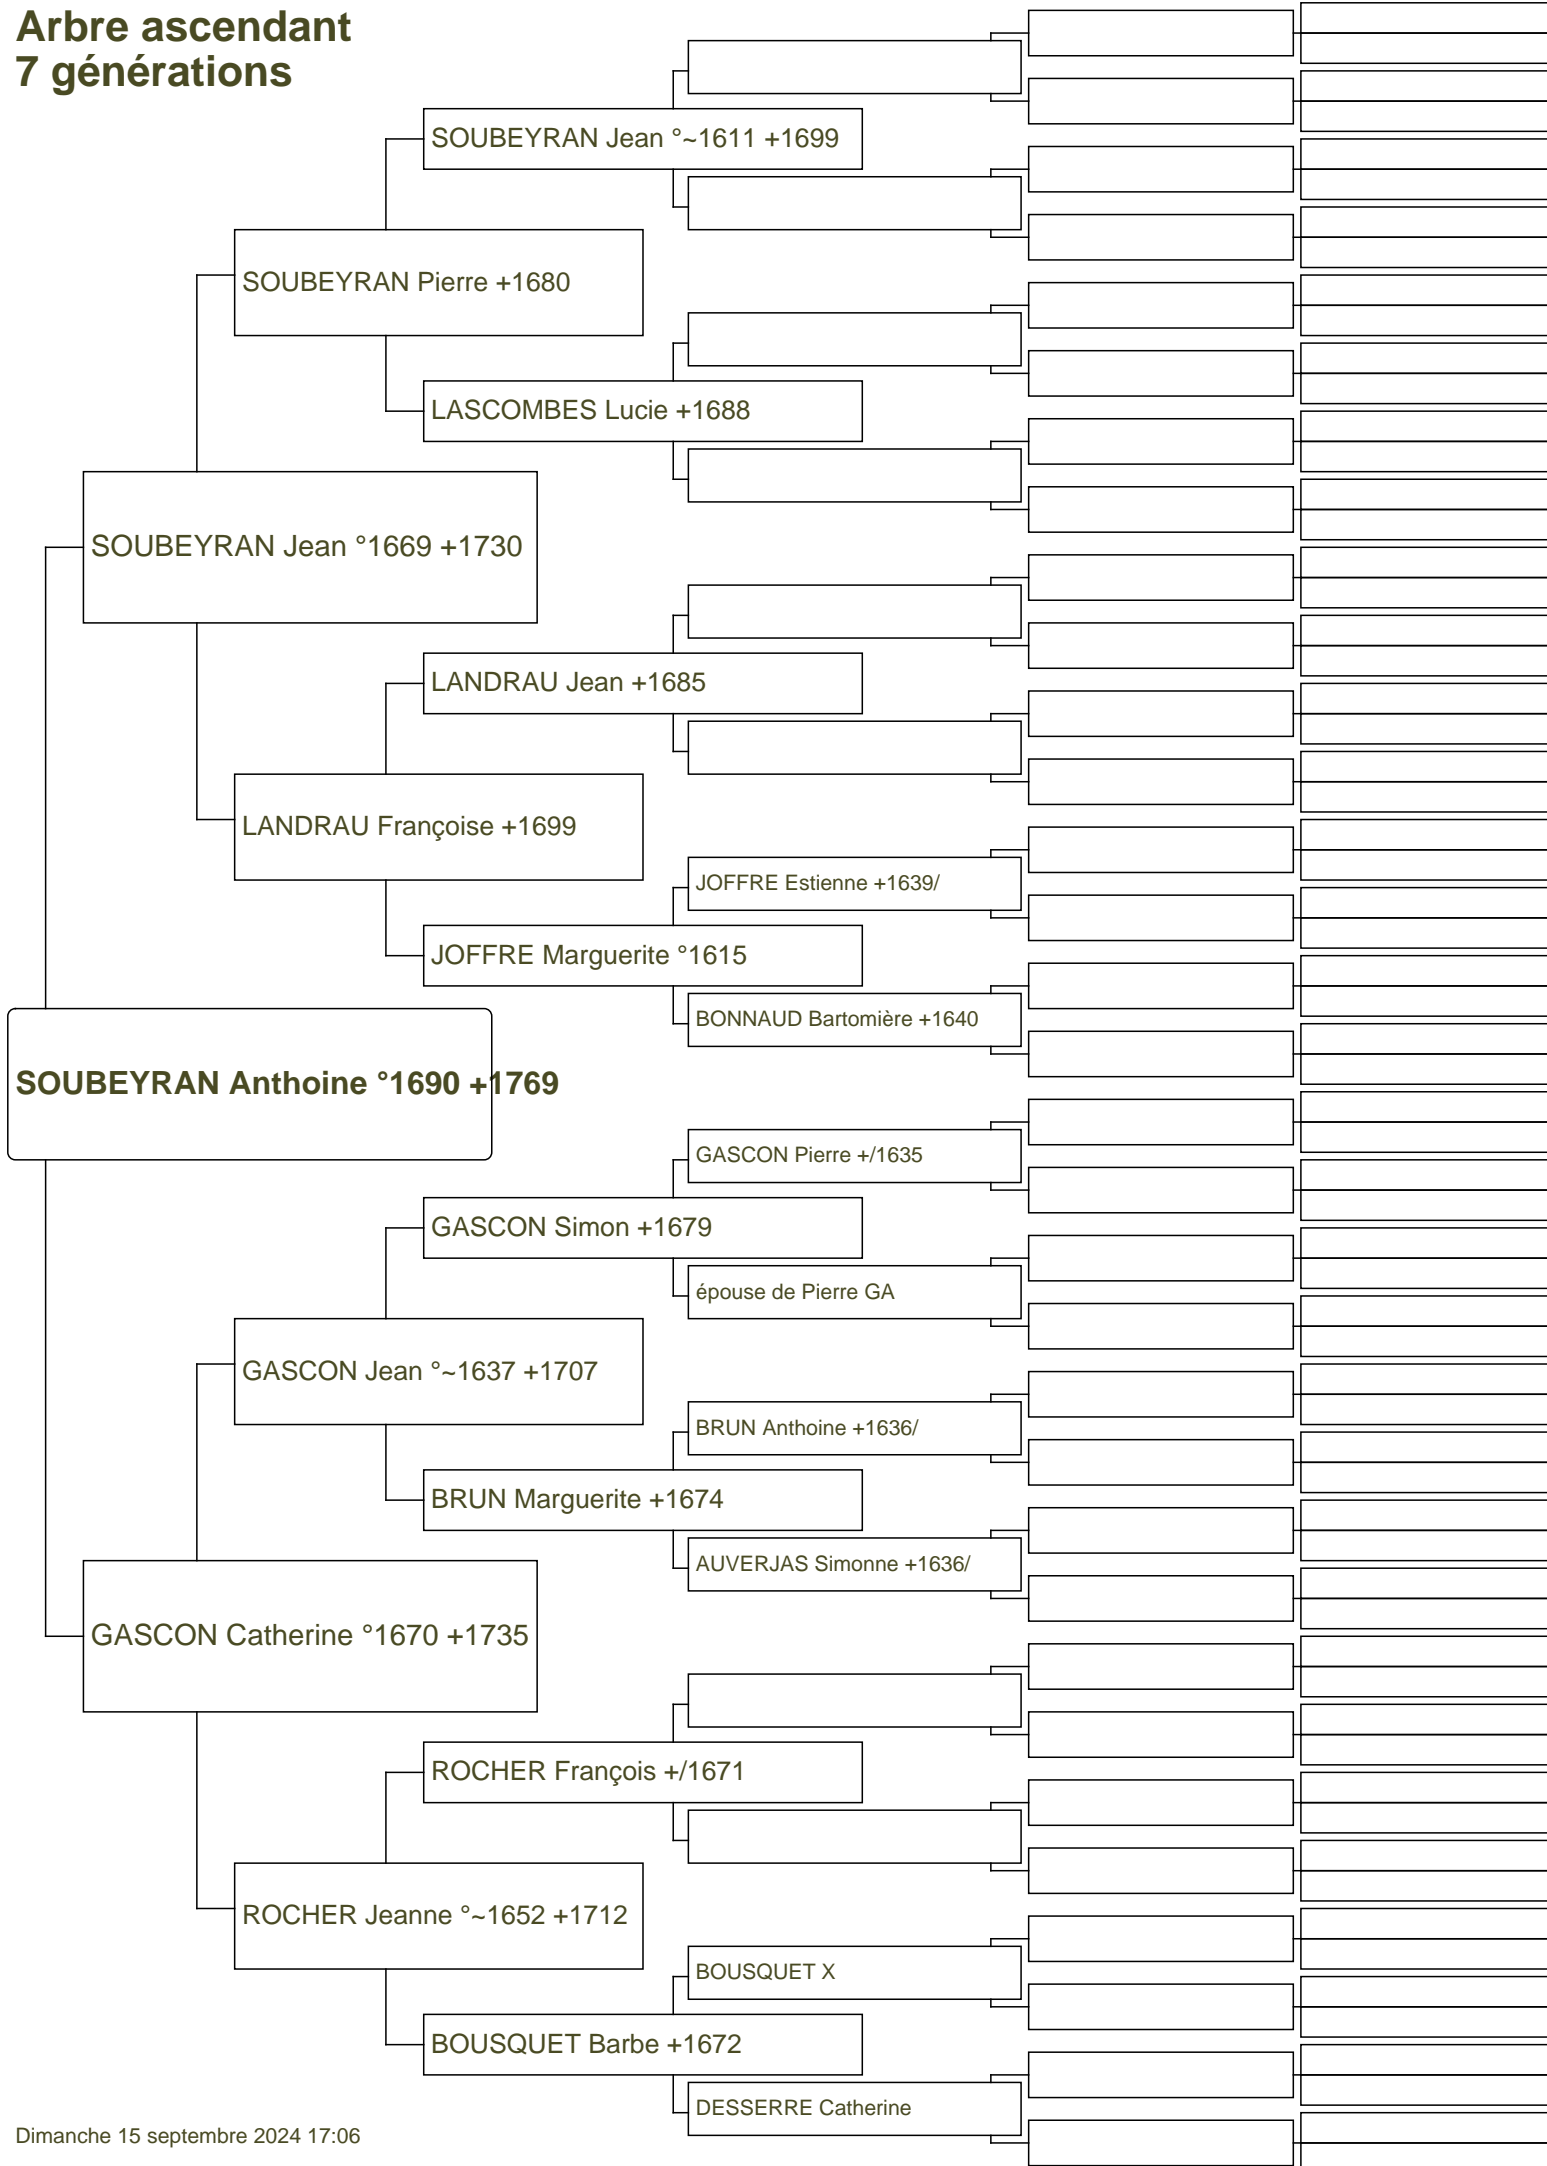 Arbre ascendant
7 générations
SOUBEYRAN Jean °~1611 +1699
SOUBEYRAN Pierre +1680
LASCOMBES Lucie +1688
SOUBEYRAN Jean °1669 +1730
LANDRAU Jean +1685
LANDRAU Françoise +1699
JOFFRE Estienne +1639/
JOFFRE Marguerite °1615
BONNAUD Bartomière +1640
SOUBEYRAN Anthoine °1690 +1769
GASCON Pierre +/1635
GASCON Simon +1679
épouse de Pierre GA
GASCON Jean °~1637 +1707
BRUN Anthoine +1636/
BRUN Marguerite +1674
AUVERJAS Simonne +1636/
GASCON Catherine °1670 +1735
ROCHER François +/1671
ROCHER Jeanne °~1652 +1712
BOUSQUET X
BOUSQUET Barbe +1672
DESSERRE Catherine
Dimanche 15 septembre 2024 17:06